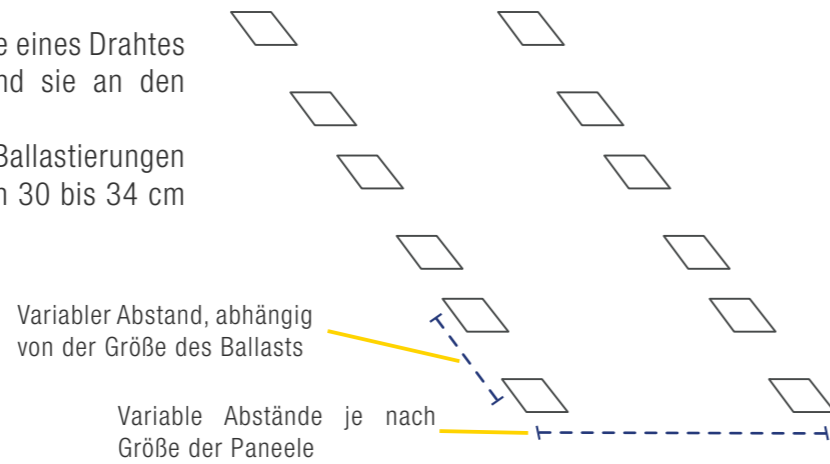 e eines Drahtes
nd sie an den
Ballastierungen
n 30 bis 34 cm
Variabler Abstand, abhängig
von der Größe des Ballasts
Variable Abstände je nach
Größe der Paneele